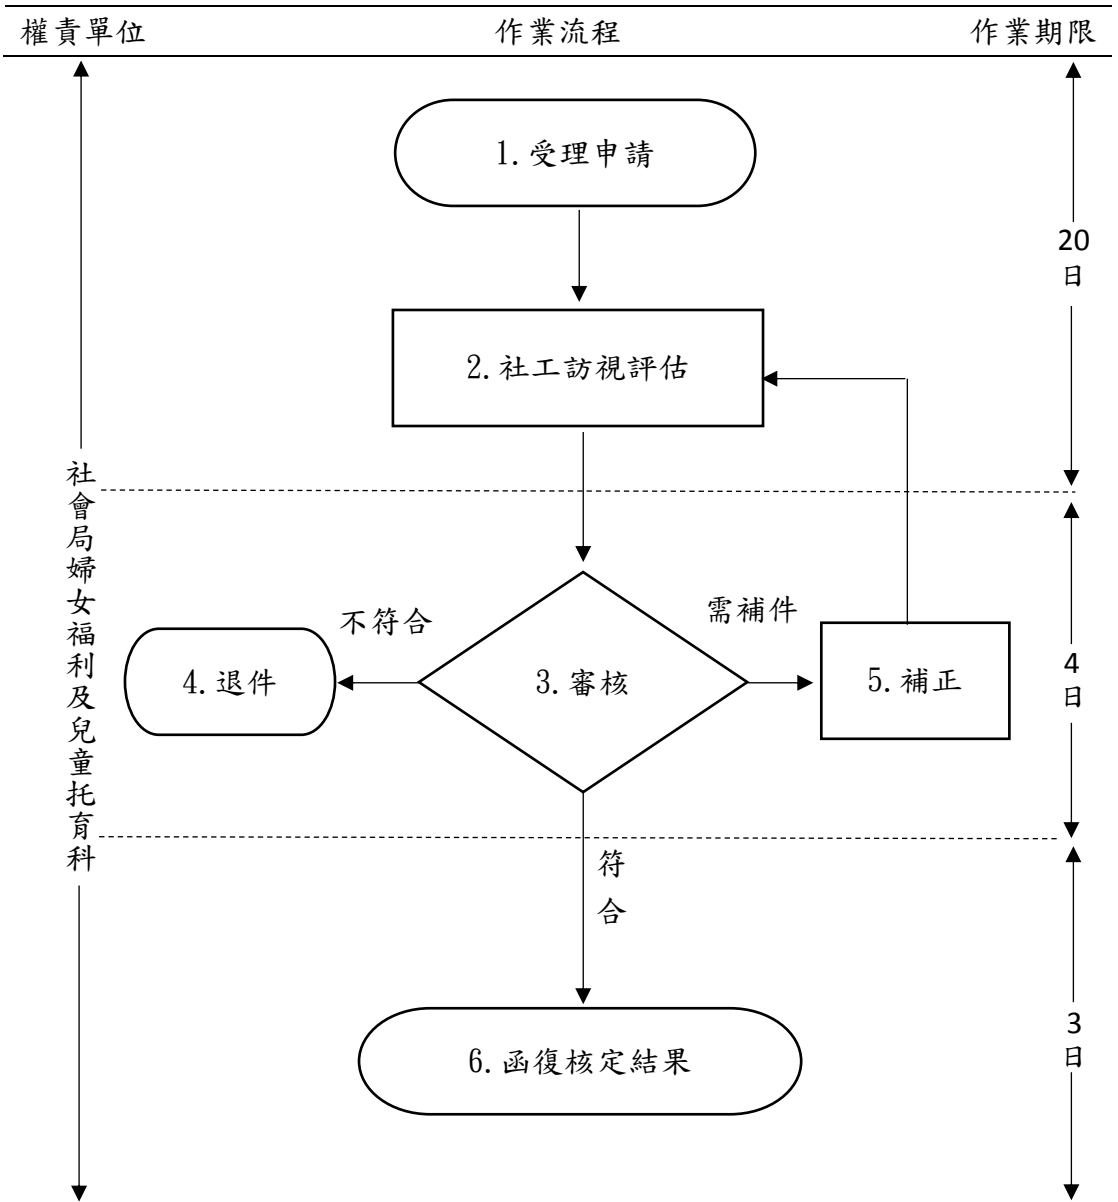 權責單位 作業流程 作業期限
1.受理申請
20日
2.社工訪視評估
社會局婦女福利及兒童托育科
不符合
需補件
4.退件
3.審核
5.補正
4日
符合
3日
6.函復核定結果